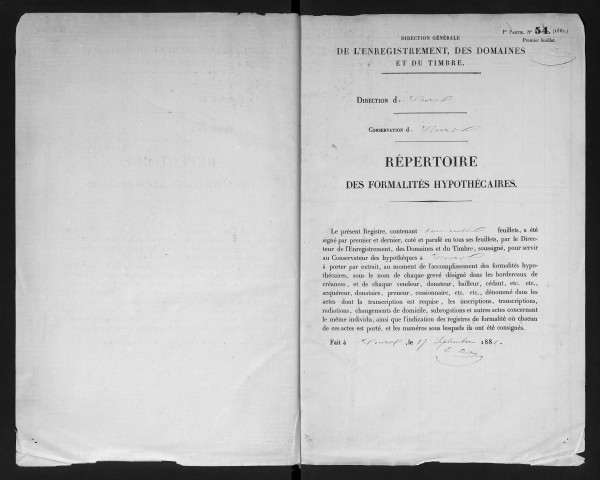 Ire Partie. N° 54. (1881.)
Premier feuillet.
DIRECTION GÉNÉRALE
DE L'ENREGISTREMENT, DES DOMAINES
ET DU TIMBRE.
DIRECTION d
CONSERVATION d
RÉPERTOIRE
DES FORMALITÉS HYPOTHÉCAIRES.
Le présent Registre, contenant feuillets, a été
signé par premier et dernier, coté et parafé en tous ses feuillets, par le Direc-
teur de l'Enregistrement, des Domaines et du Timbre, soussigné, pour servir
au Conservateur des hypothèques à
à porter par extrait, au moment de l'accomplissement des formalités hypo-
thécaires, sous le nom de chaque grevé désigné dans les bordereaux de
créances, et de chaque vendeur, donateur, bailleur, cédant, etc. etc.,
acquéreur, donataire, preneur, cessionnaire, etc. etc., dénommé dans les
actes dont la transcription est requise, les inscriptions, transcriptions,
radiations, changements de domicile, subrogations et autres actes concernant
le même individu, ainsi que l'indication des registres de formalité où chacun
de ces actes est porté, et les numéros sous lesquels ils ont été consignés.
Fait à , le 17 Septembre 188